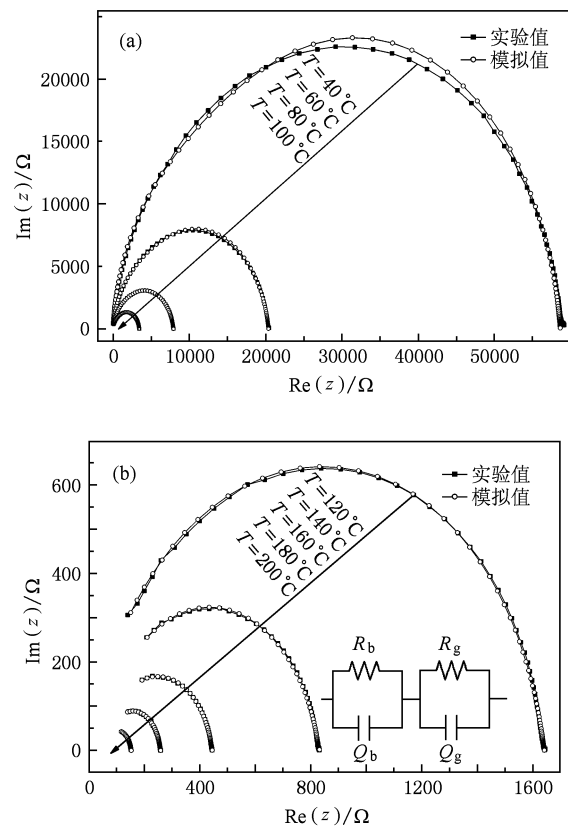 (a)
实验值
模拟值
T=40°C
T=60°C
T=80°C
T=100°C
20000
15000
10000
5000
0
Im(z)/Ω
0 10000 20000 30000 40000 50000
Re(z)/Ω
(b)
实验值
模拟值
T=120°C
T=140°C
T=160°C
T=180°C
T=200°C
600
400
200
0
Im(z)/Ω
R_b R_g
Q_b Q_g
0 400 800 1200 1600
Re(z)/Ω